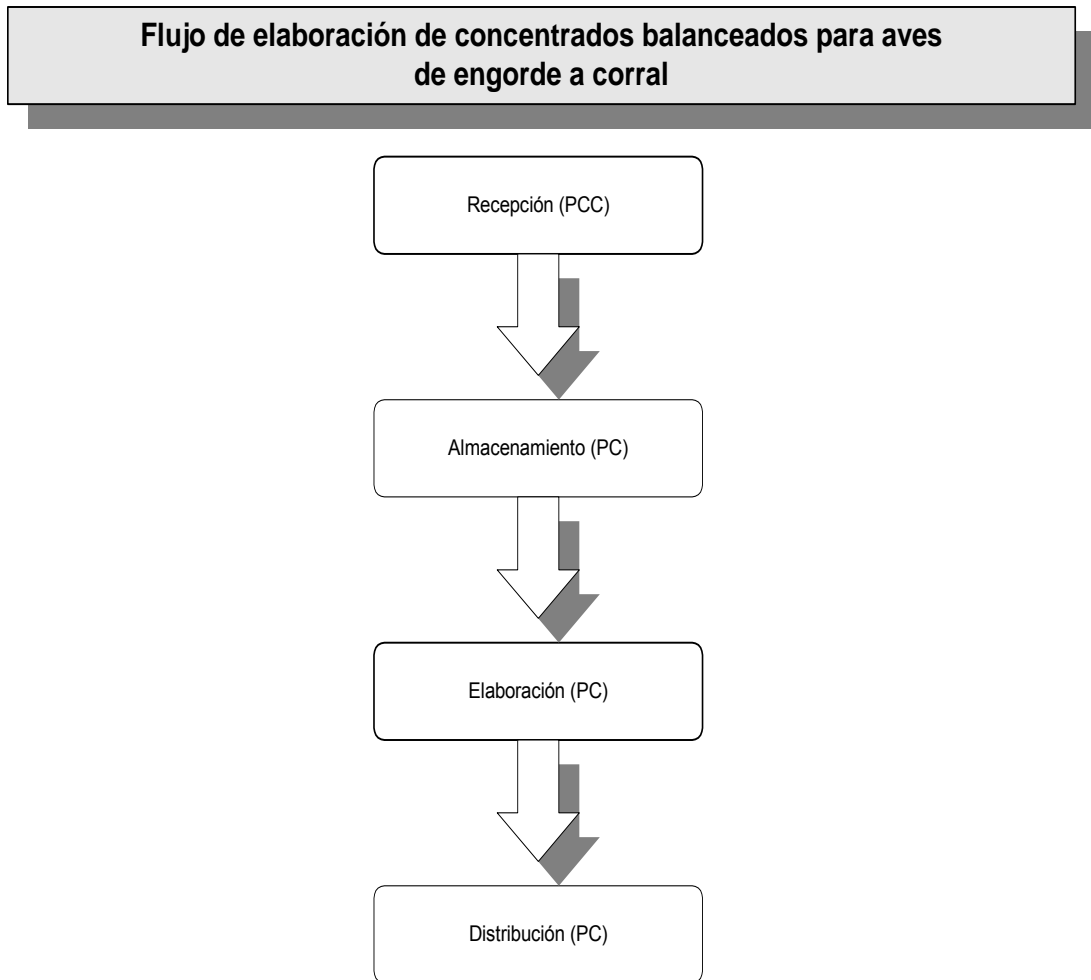 Flujo de elaboración de concentrados balanceados para aves
de engorde a corral
Recepción (PCC)
Almacenamiento (PC)
Elaboración (PC)
Distribución (PC)